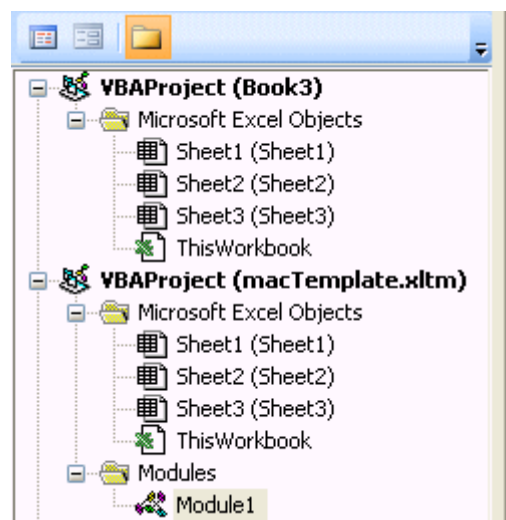 VBAProject (Book3)
Microsoft Excel Objects
Sheet1 (Sheet1)
Sheet2 (Sheet2)
Sheet3 (Sheet3)
ThisWorkbook
VBAProject (macTemplate.xltm)
Microsoft Excel Objects
Sheet1 (Sheet1)
Sheet2 (Sheet2)
Sheet3 (Sheet3)
ThisWorkbook
Modules
Module1